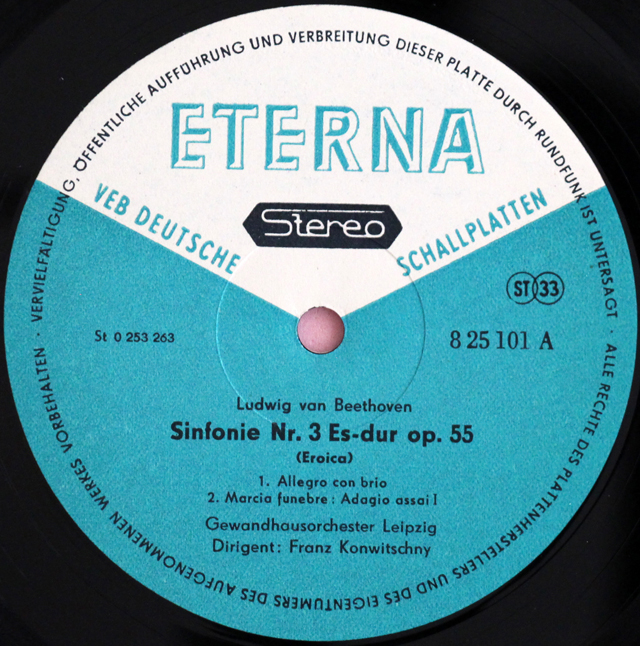 ALLE RECHTE DES PLATTENHERSTELLERS UND DES EIGENTUMERS DES AUFGENOMMENEN WERKES VORBEHALTEN · VERVIELFÄLTIGUNG, ÖFFENTLICHE AUFFÜHRUNG UND VERBREITUNG DIESER PLATTE DURCH RUNDFUNK IST UNTERSAGT ·
ETERNA
VEB DEUTSCHE SCHALLPLATTEN
Stereo
ST 33
St 0 253 263
8 25 101 A
Ludwig van Beethoven
Sinfonie Nr. 3 Es-dur op. 55
(Eroica)
1. Allegro con brio
2. Marcia funebre: Adagio assai I
Gewandhausorchester Leipzig
Dirigent: Franz Konwitschny